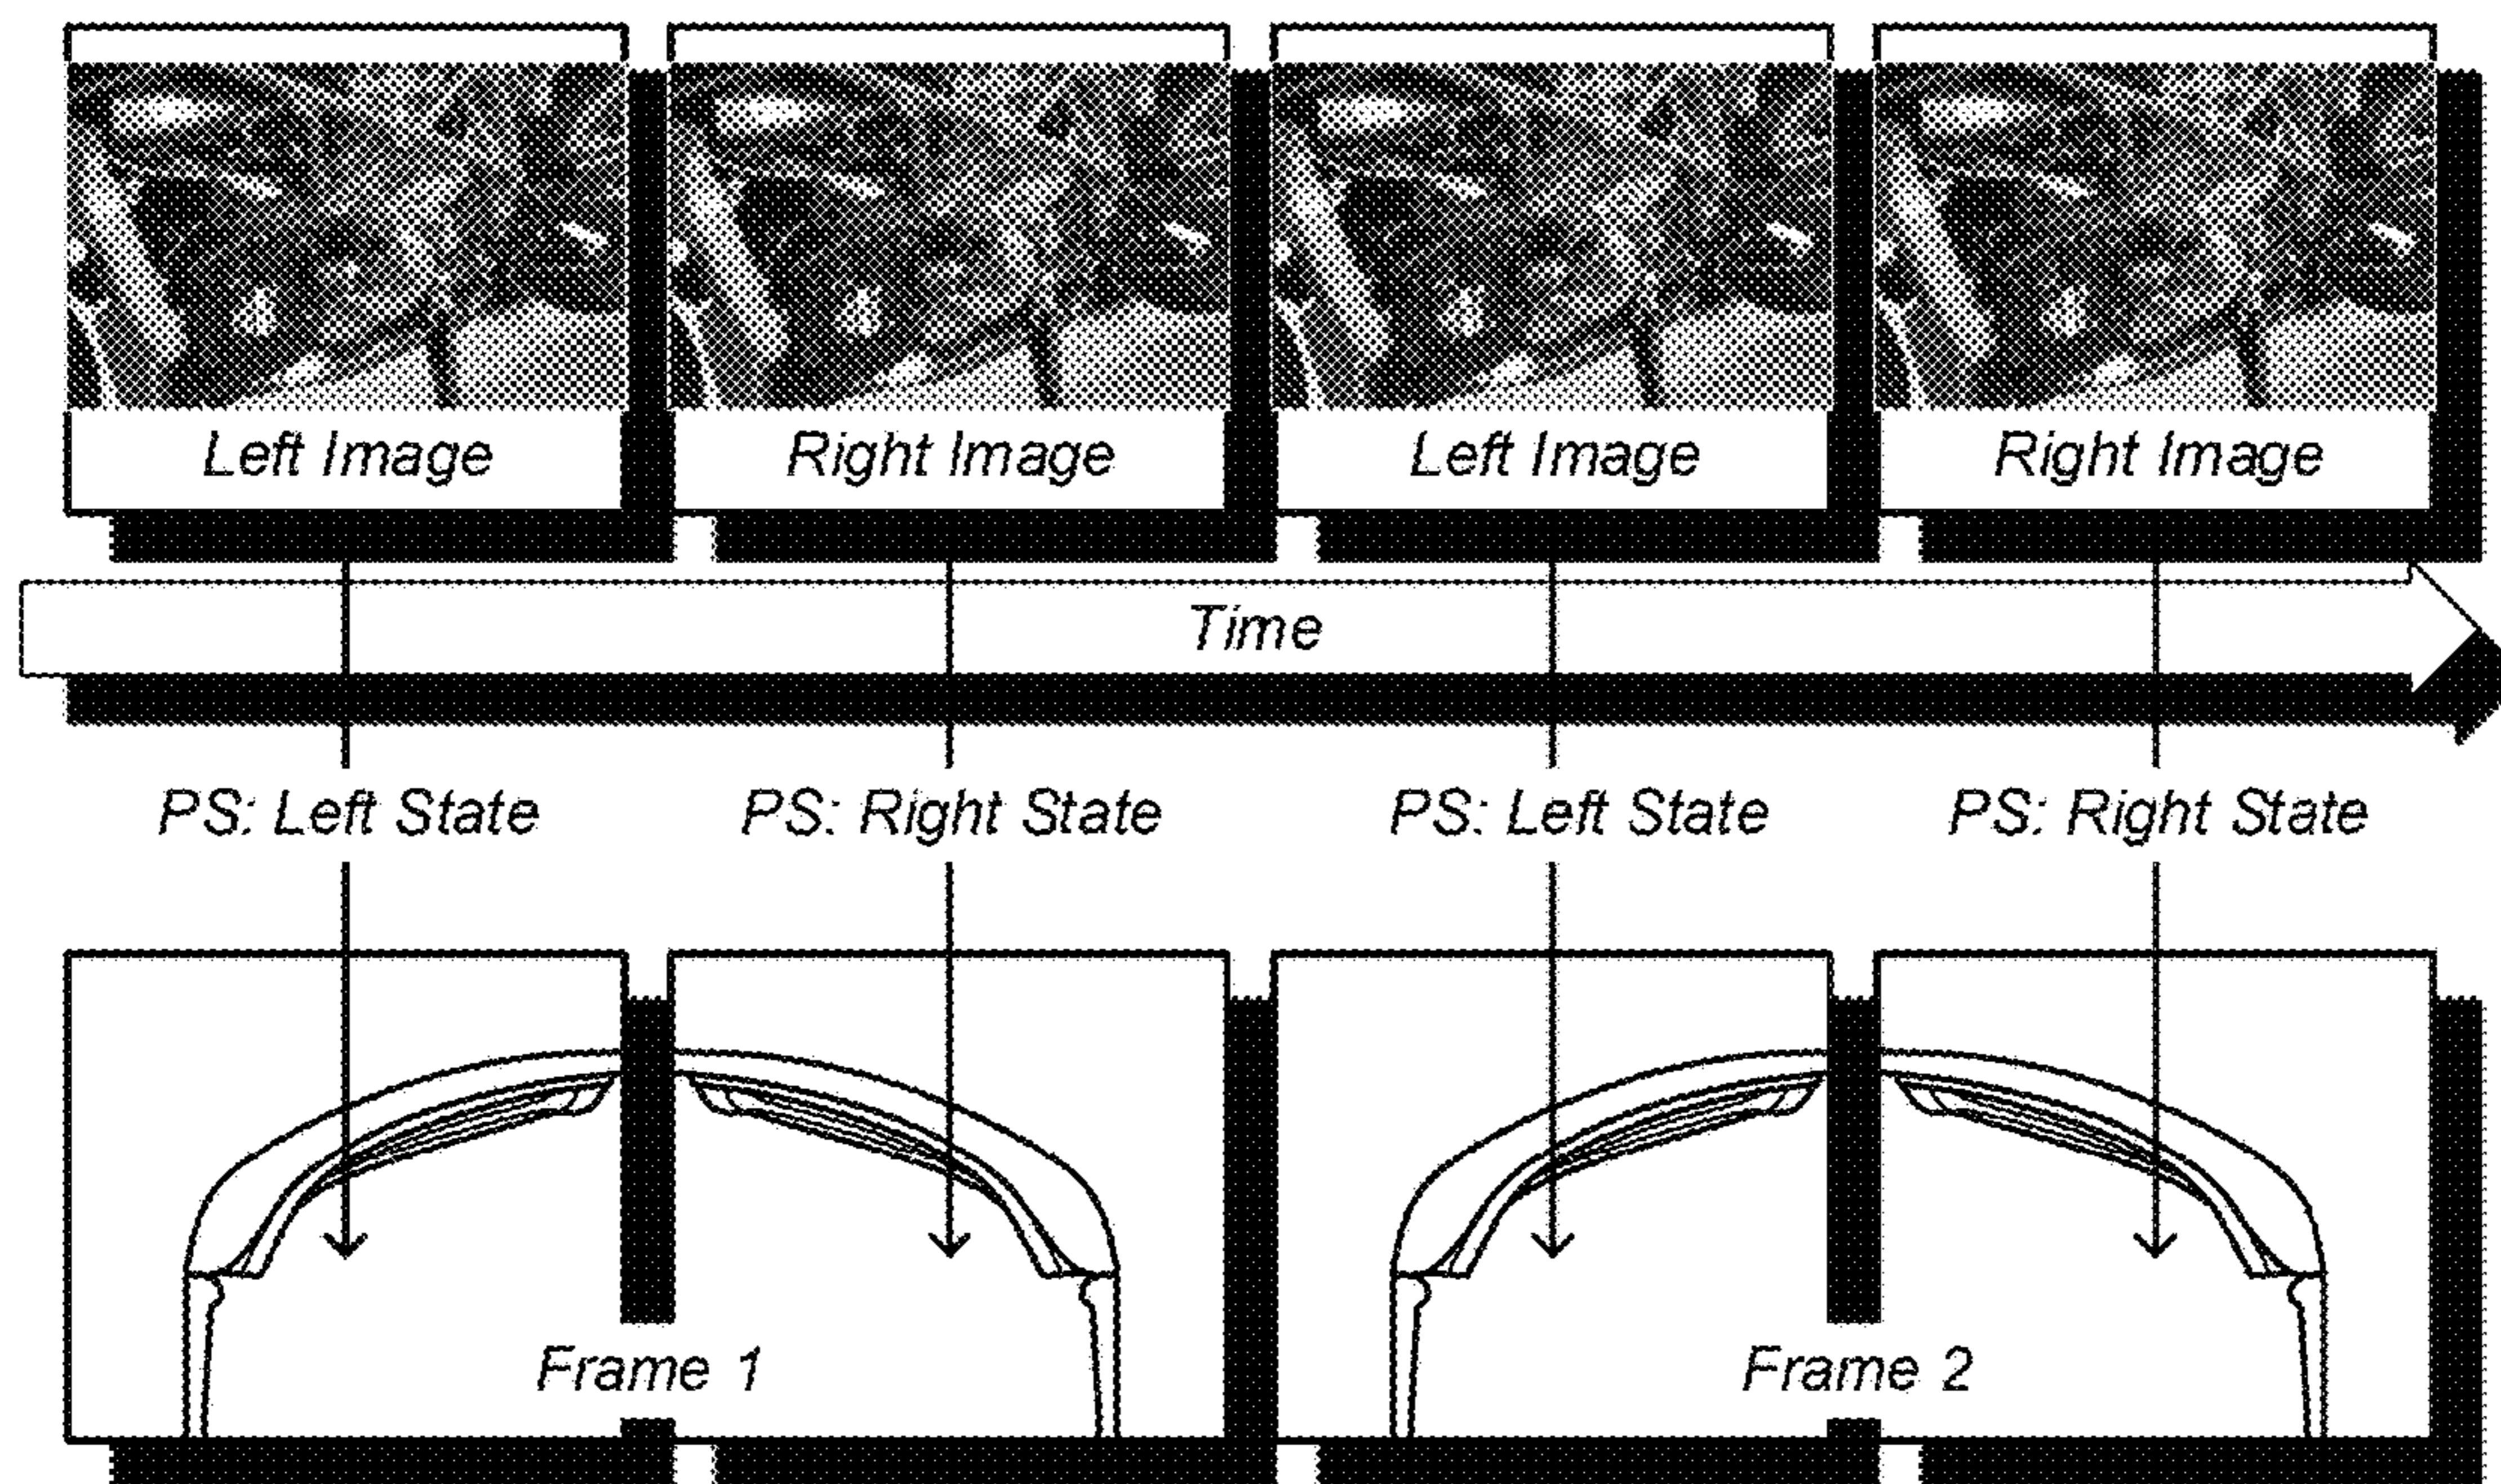 Left Image
Right Image
Left Image
Right Image
Time
PS: Left State
PS: Right State
PS: Left State
PS: Right State
Frame 1
Frame 2